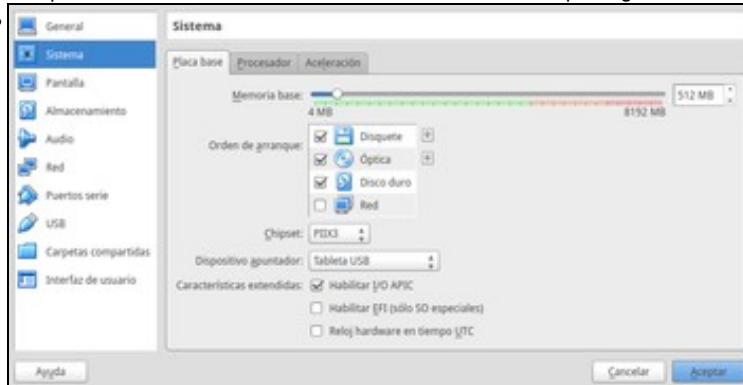 General
Sistema
Pantalla
Almacenamiento
Audio
Red
Puertos serie
USB
Carpetas compartidas
Interfaz de usuario
Sistema
Placa base Procesador Aceleración
Memoria base: 512 MB
4 MB 8192 MB
Orden de arranque: Disquete
Óptica
Disco duro
Red
Chipset: PIIX3
Dispositivo apuntador: Tableta USB
Características extendidas: Habilitar I/O APIC
Habilitar EFI (sólo SO especiales)
Reloj hardware en tiempo UTC
Ayuda Cancelar Aceptar